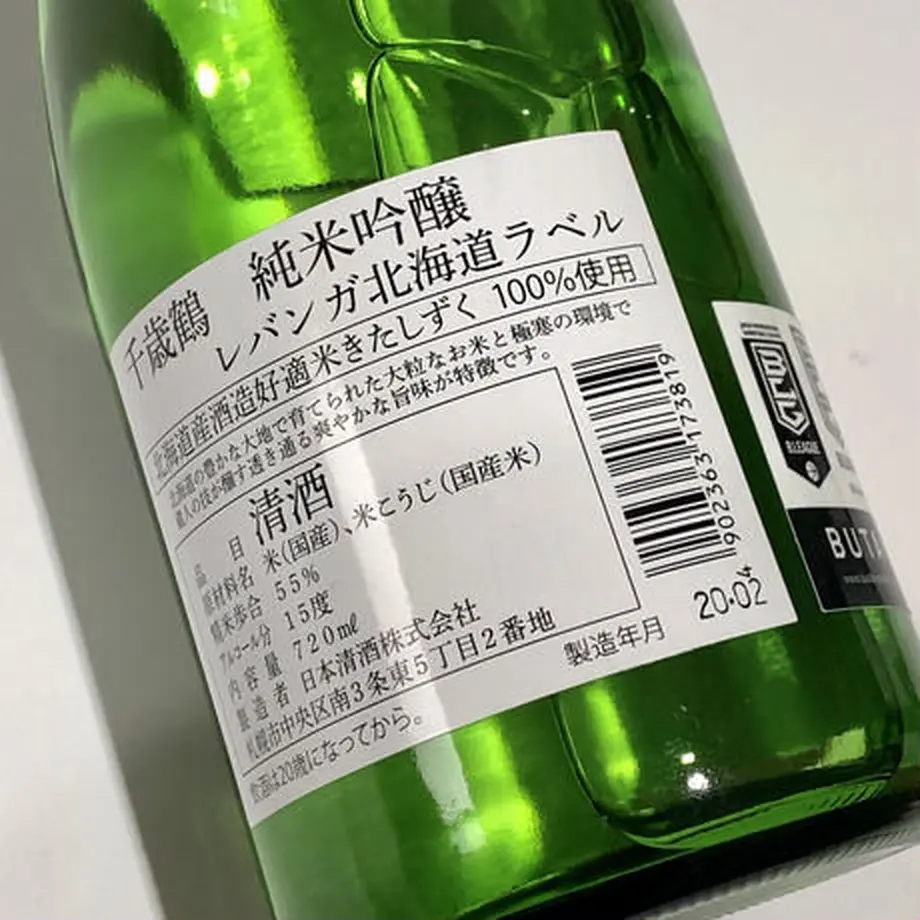 千歳鶴 純米吟醸
レバンガ北海道ラベル
北海道産酒造好適米きたしずく 100%使用
北海道の豊かな大地で育てられた大粒なお米と極寒の環境で
蔵人の技が醸す透き通る爽やかな旨味が特徴です。
品目 清酒
原材料名 米(国産)、米こうじ(国産米)
精米歩合 55%
アルコール分 15度
内容量 720㎖
製造者 日本清酒株式会社
札幌市中央区南3条東5丁目2番地
飲酒は20歳になってから。
902363 173819
製造年月 20·02
B.LEAGUE